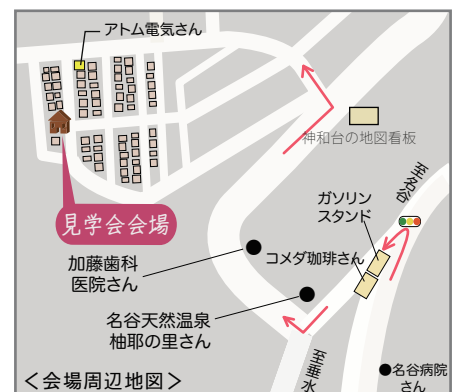 アトム電気さん
神和台の地図看板
至名谷
ガソリン
スタンド
見学会会場
加藤歯科
医院さん
コメダ珈琲さん
名谷天然温泉
柚耶の里さん
至垂水
●名谷病院
さん
＜会場周辺地図＞